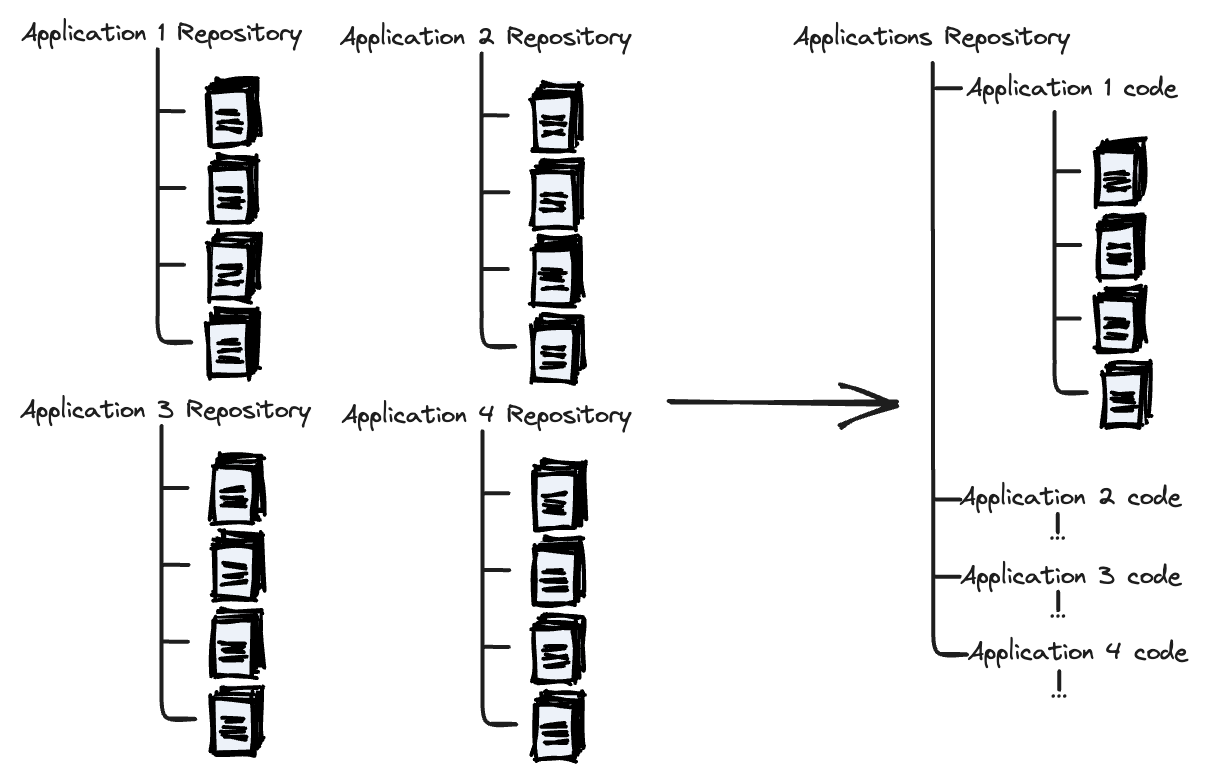 Application 1 Repository
Application 2 Repository
Application 3 Repository
Application 4 Repository
Applications Repository
Application 1 code
Application 2 code
...
Application 3 code
...
Application 4 code
...